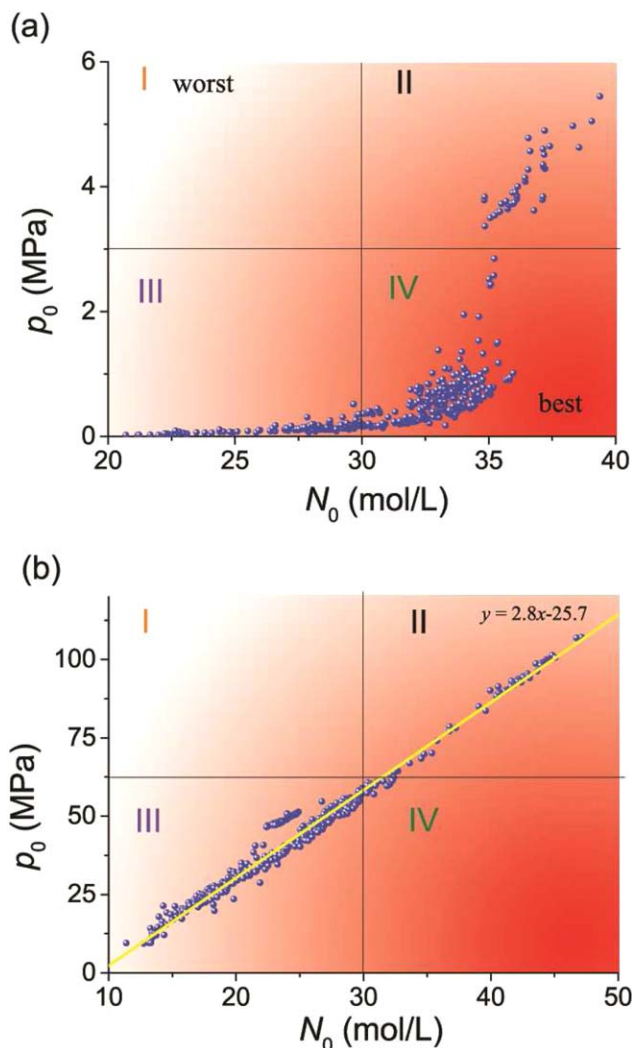 (a)
6
I worst II
4
p0 (MPa)
2
III IV
best
0
20 25 30 35 40
N0 (mol/L)
(b)
I II y = 2.8x-25.7
100
75
p0 (MPa)
50
III IV
25
0
10 20 30 40 50
N0 (mol/L)